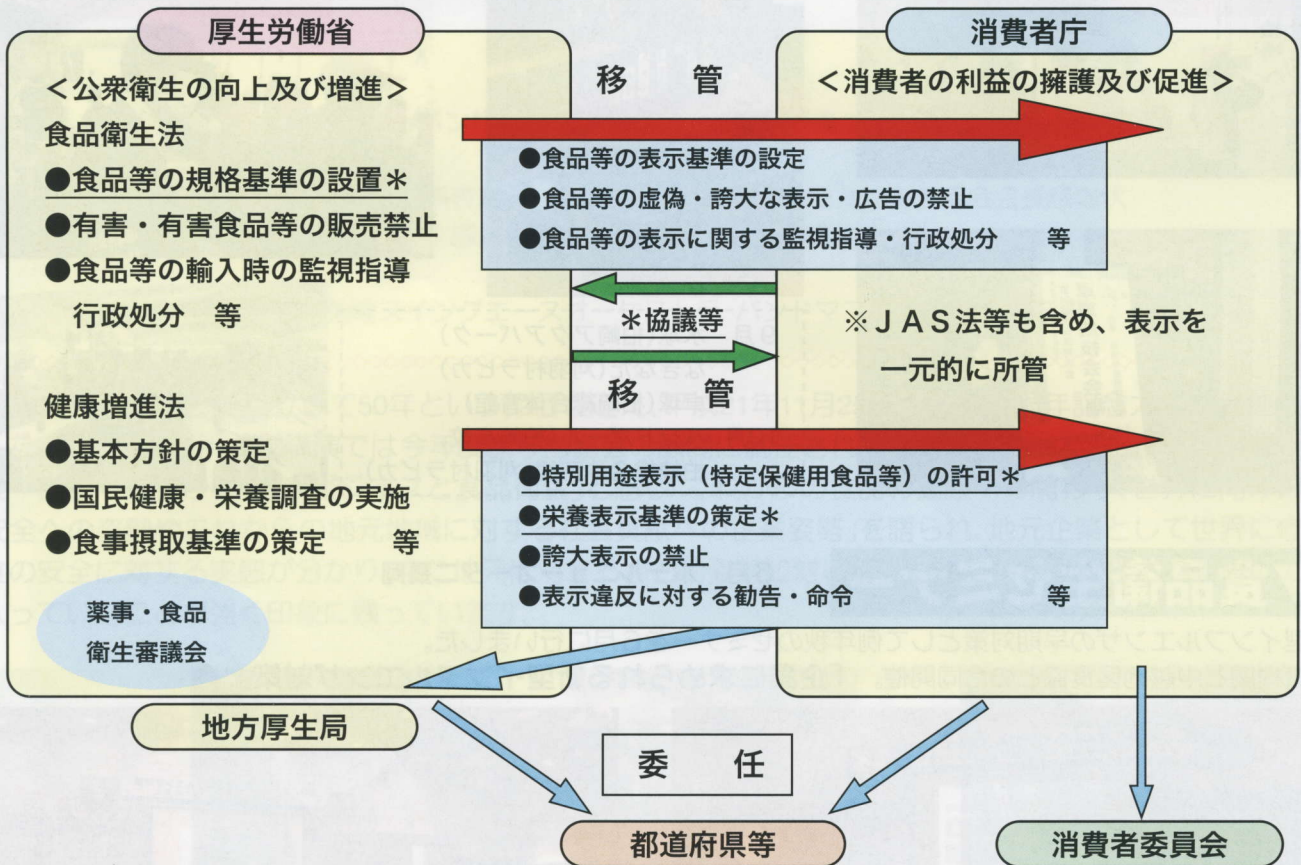 厚生労働省
消費者庁
＜公衆衛生の向上及び増進＞
食品衛生法
●食品等の規格基準の設置＊
●有害・有害食品等の販売禁止
●食品等の輸入時の監視指導
行政処分　等
健康増進法
●基本方針の策定
●国民健康・栄養調査の実施
●食事摂取基準の策定　　等
薬事・食品
衛生審議会
移　管
＜消費者の利益の擁護及び促進＞
●食品等の表示基準の設定
●食品等の虚偽・誇大な表示・広告の禁止
●食品等の表示に関する監視指導・行政処分　　等
＊協議等
※ＪＡＳ法等も含め、表示を
一元的に所管
移　管
●特別用途表示（特定保健用食品等）の許可＊
●栄養表示基準の策定＊
●誇大表示の禁止
●表示違反に対する勧告・命令　　等
地方厚生局
委　任
都道府県等
消費者委員会